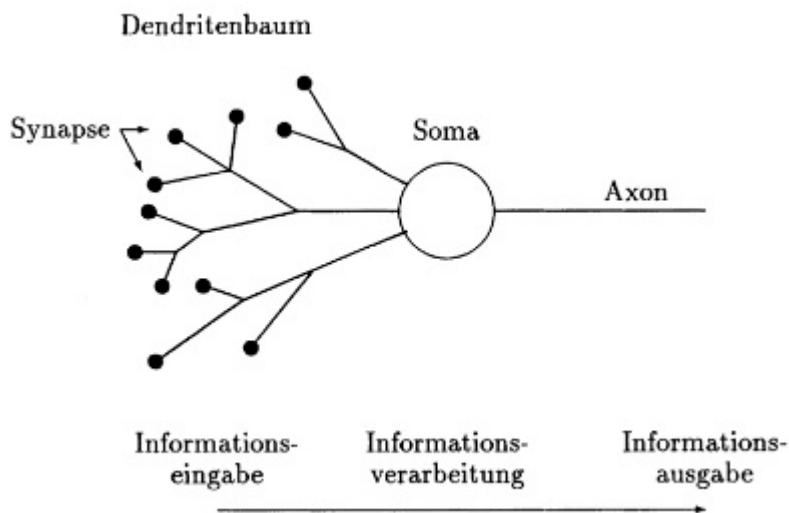 Dendritenbaum
Synapse
Soma
Axon
Informations-
eingabe
Informations-
verarbeitung
Informations-
ausgabe